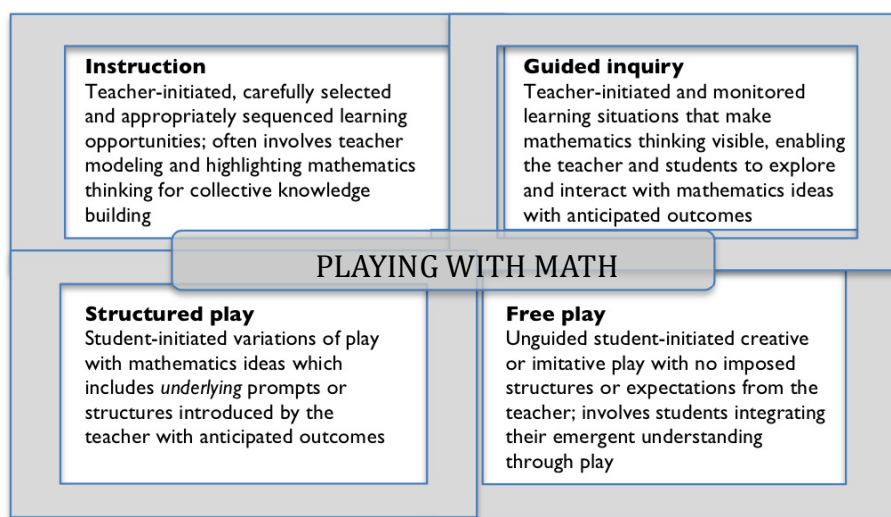 Instruction
Teacher-initiated, carefully selected
and appropriately sequenced learning
opportunities; often involves teacher
modeling and highlighting mathematics
thinking for collective knowledge
building
Guided inquiry
Teacher-initiated and monitored
learning situations that make
mathematics thinking visible, enabling
the teacher and students to explore
and interact with mathematics ideas
with anticipated outcomes
PLAYING WITH MATH
Structured play
Student-initiated variations of play
with mathematics ideas which
includes underlying prompts or
structures introduced by the
teacher with anticipated outcomes
Free play
Unguided student-initiated creative
or imitative play with no imposed
structures or expectations from the
teacher; involves students integrating
their emergent understanding
through play